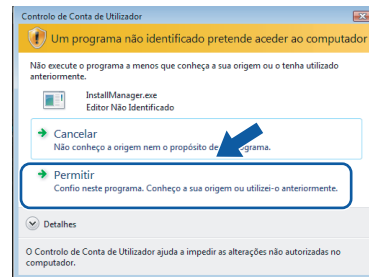 Controlo de Conta de Utilizador
Um programa não identificado pretende aceder ao computador
Não execute o programa a menos que conheça a sua origem ou o tenha utilizado
anteriormente.
InstallManager.exe
Editor Não Identificado
Cancelar
Não conheço a origem nem o propósito de programa.
Permitir
Confio neste programa. Conheço a sua origem ou utilizei-o anteriormente.
Detalhes
O Controlo de Conta de Utilizador ajuda a impedir as alterações não autorizadas no
computador.